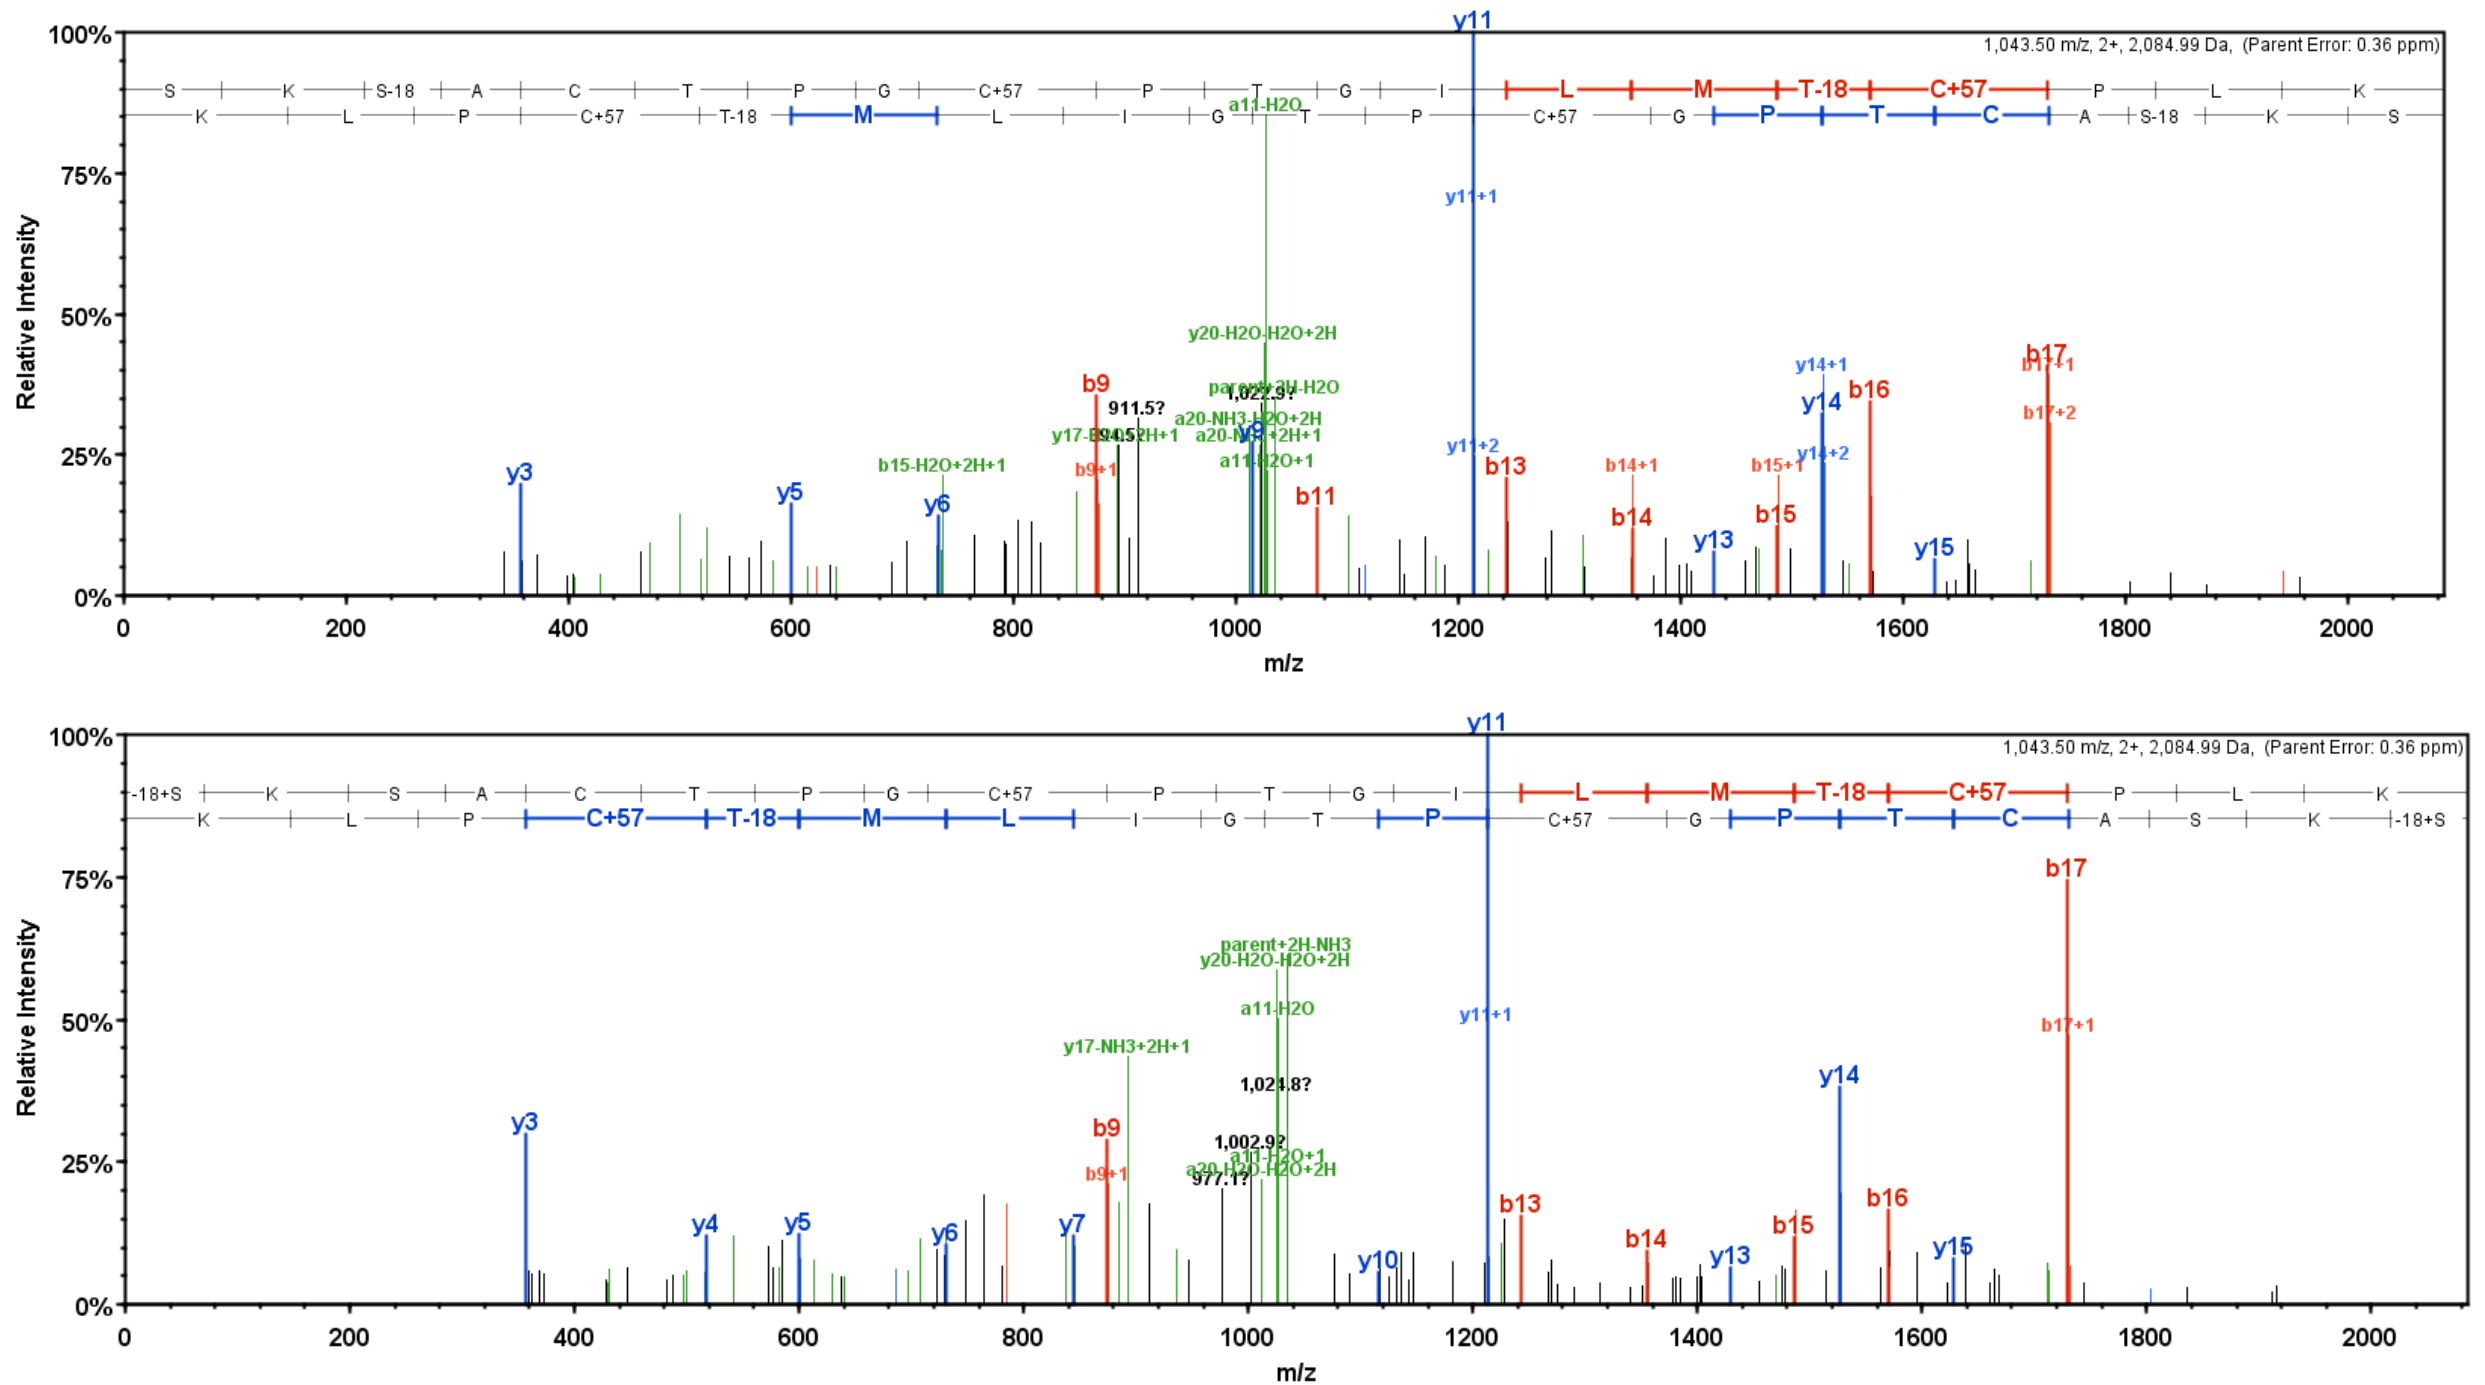 y11
100%
1,043.50 m/z, 2+, 2,084.99 Da, (Parent Error: 0.36 ppm)
S K S-18 A C T P G C+57 P T G I L M T-18 C+57 P L K
a11-H2O
K L P C+57 T-18 M L I G T P C+57 G P T C A S-18 K S
75%
y11+1
50%
y20-H2O-H2O+2H
b17
y14+1 b17+1
b9 parent+2H-H2O b16
1,022.9?
911.5? y14
a20-NH3-H2O+2H b17+2
y9
y11+2
y14+2
25%
y3 b15-H2O+2H+1 b9+1 a11-H2O+1 b13 b14+1 b15+1
y5 y6 b11 b14 b15
y13 y15
0%
0 200 400 600 800 1000 1200 1400 1600 1800 2000
m/z
Relative Intensity
y11
100%
1,043.50 m/z, 2+, 2,084.99 Da, (Parent Error: 0.36 ppm)
-18+S K S A C T P G C+57 P T G I L M T-18 C+57 P L K
K L P C+57 T-18 M L I G T P C+57 G P T C A S K -18+S
75%
b17
parent+2H-NH3
y20-H2O-H2O+2H
a11-H2O
50%
y11+1 b17+1
y17-NH3+2H+1
1,024.8? y14
y3 b9 1,002.9?
25%
b9+1 a11-H2O+1
a20-H2O-H2O+2H
977.1?
y4 y5 y6 y7 b13 b16
b14 b15
y10 y13 y15
0%
0 200 400 600 800 1000 1200 1400 1600 1800 2000
m/z
Relative Intensity